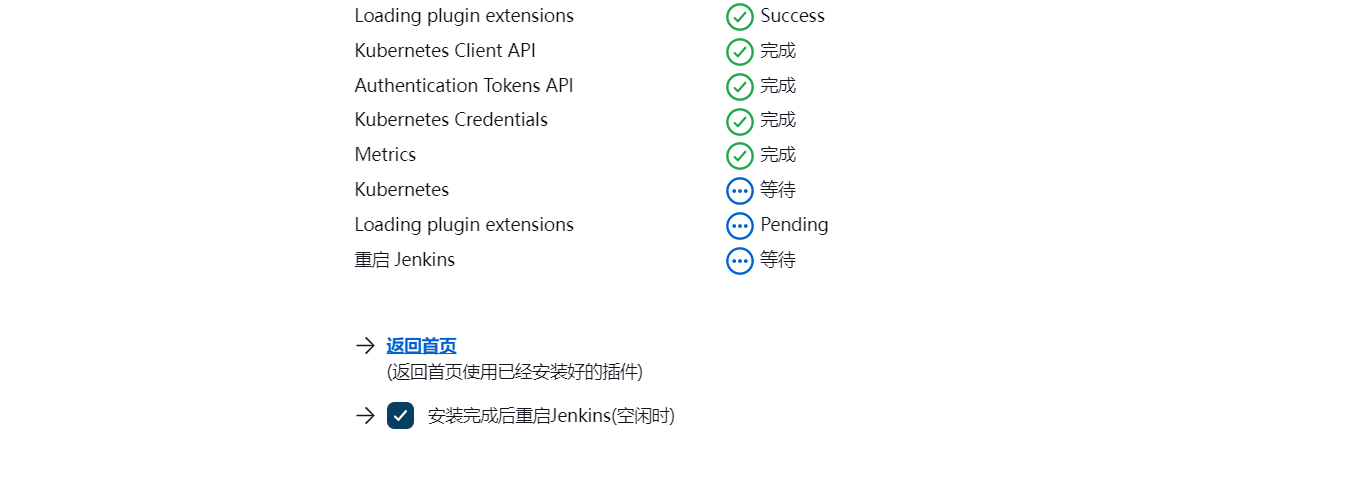 Loading plugin extensions Success
Kubernetes Client API 完成
Authentication Tokens API 完成
Kubernetes Credentials 完成
Metrics 完成
Kubernetes 等待
Loading plugin extensions Pending
重启 Jenkins 等待
返回首页
(返回首页使用已经安装好的插件)
安装完成后重启Jenkins(空闲时)